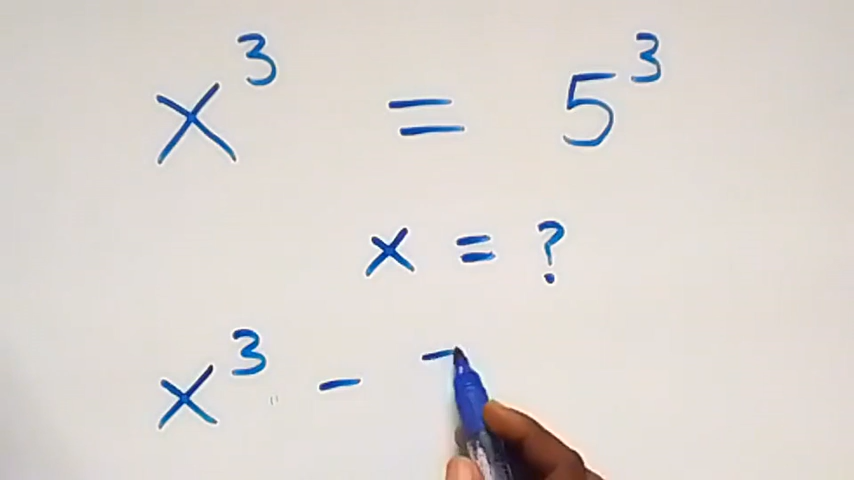 x³ = 5³
x = ?
x³ -